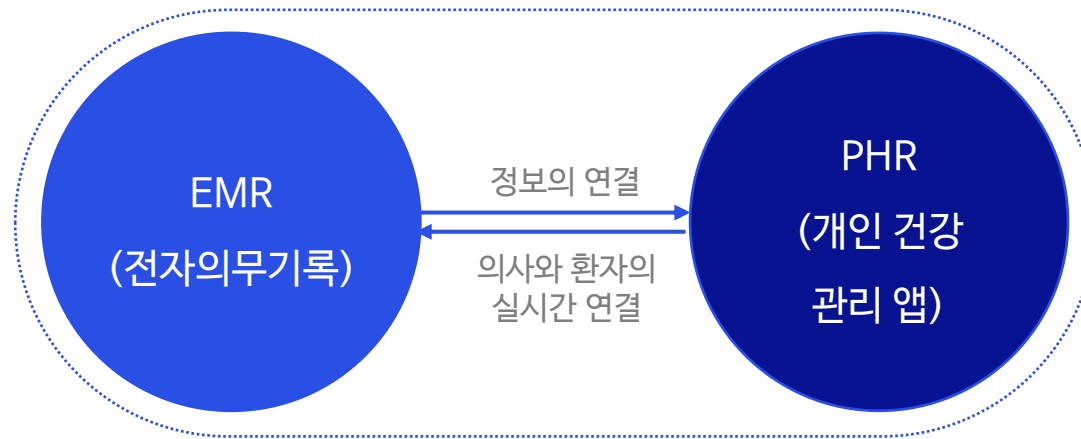 EMR
(전자의무기록)
정보의 연결
의사와 환자의
실시간 연결
PHR
(개인 건강
관리 앱)